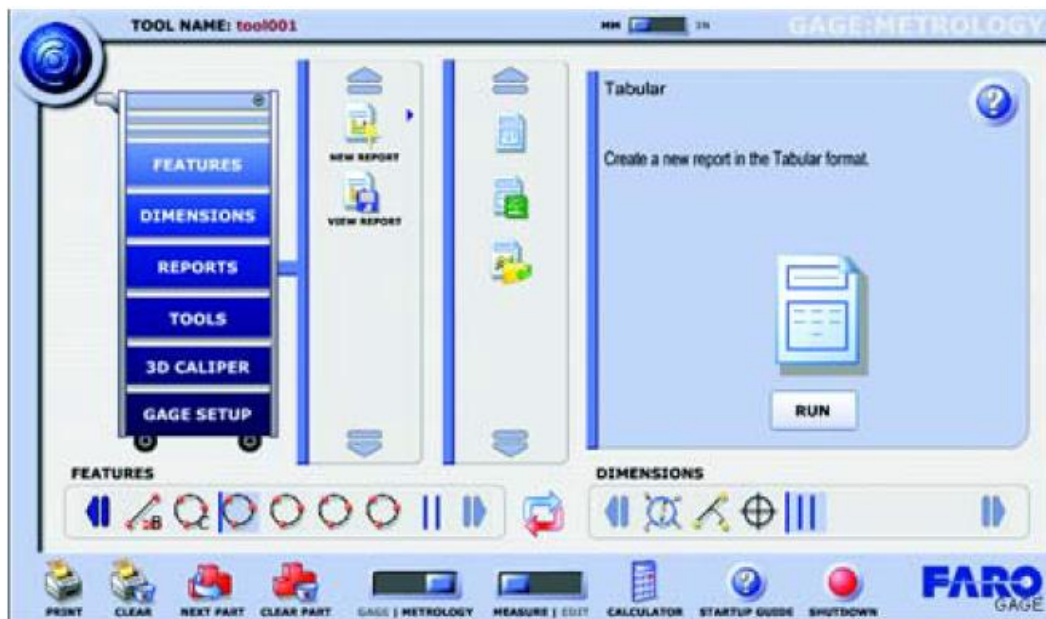 TOOL NAME: tool001
MM
IN
GAGE:METROLOGY
Tabular
Create a new report in the Tabular format.
RUN
NEW REPORT
VIEW REPORT
FEATURES
DIMENSIONS
REPORTS
TOOLS
3D CALIPER
GAGE SETUP
FEATURES
B
C
DIMENSIONS
PRINT
CLEAR
NEXT PART
CLEAR PART
GAGE | METROLOGY
MEASURE | EDIT
CALCULATOR
STARTUP GUIDE
SHUTDOWN
FARO
GAGE